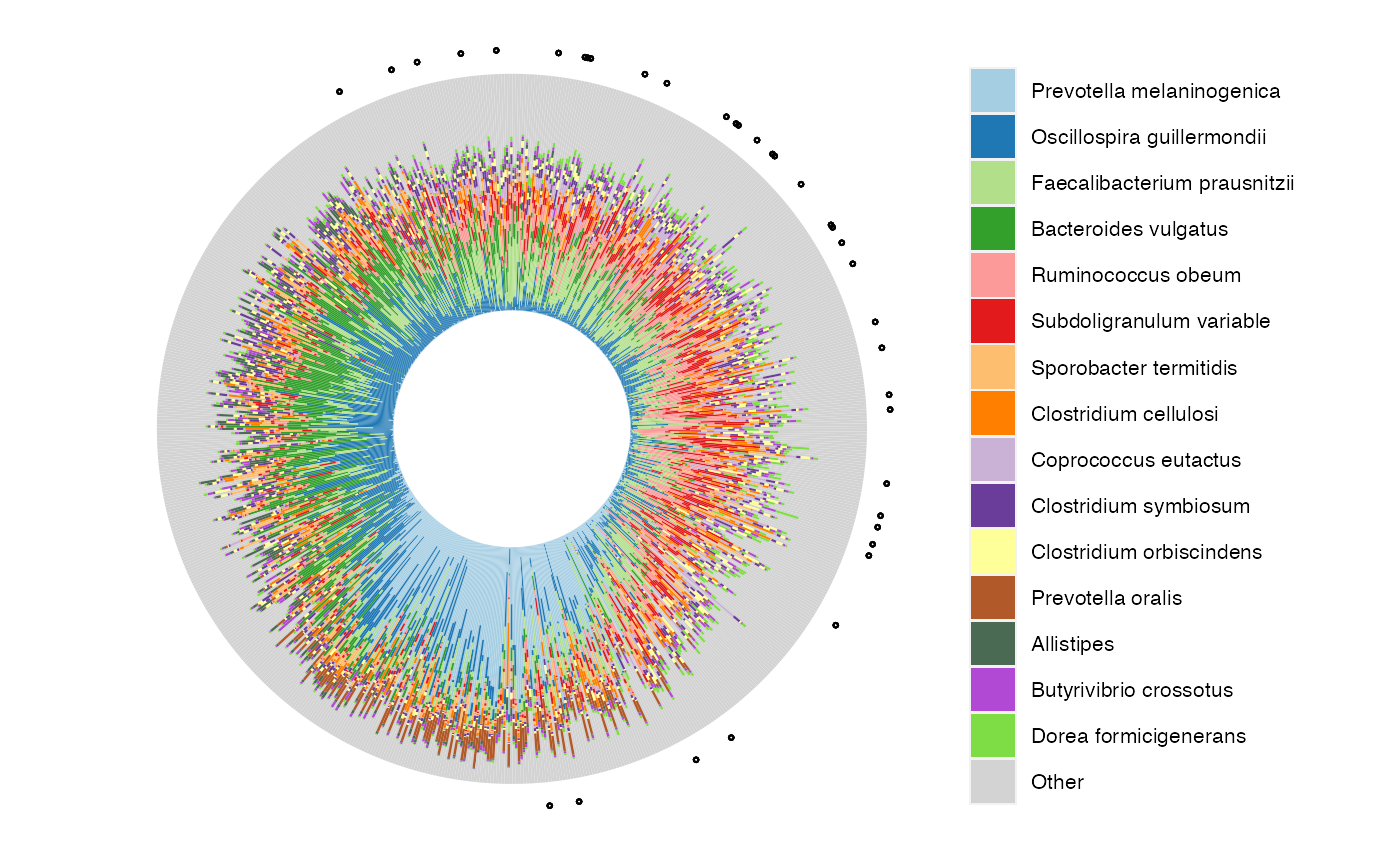 Prevotella melaninogenica
Oscillospira guillermondii
Faecalibacterium prausnitzii
Bacteroides vulgatus
Ruminococcus obeum
Subdoligranulum variable
Sporobacter termitidis
Clostridium cellulosi
Coprococcus eutactus
Clostridium symbiosum
Clostridium orbiscindens
Prevotella oralis
Allistipes
Butyrivibrio crossotus
Dorea formicigenerans
Other